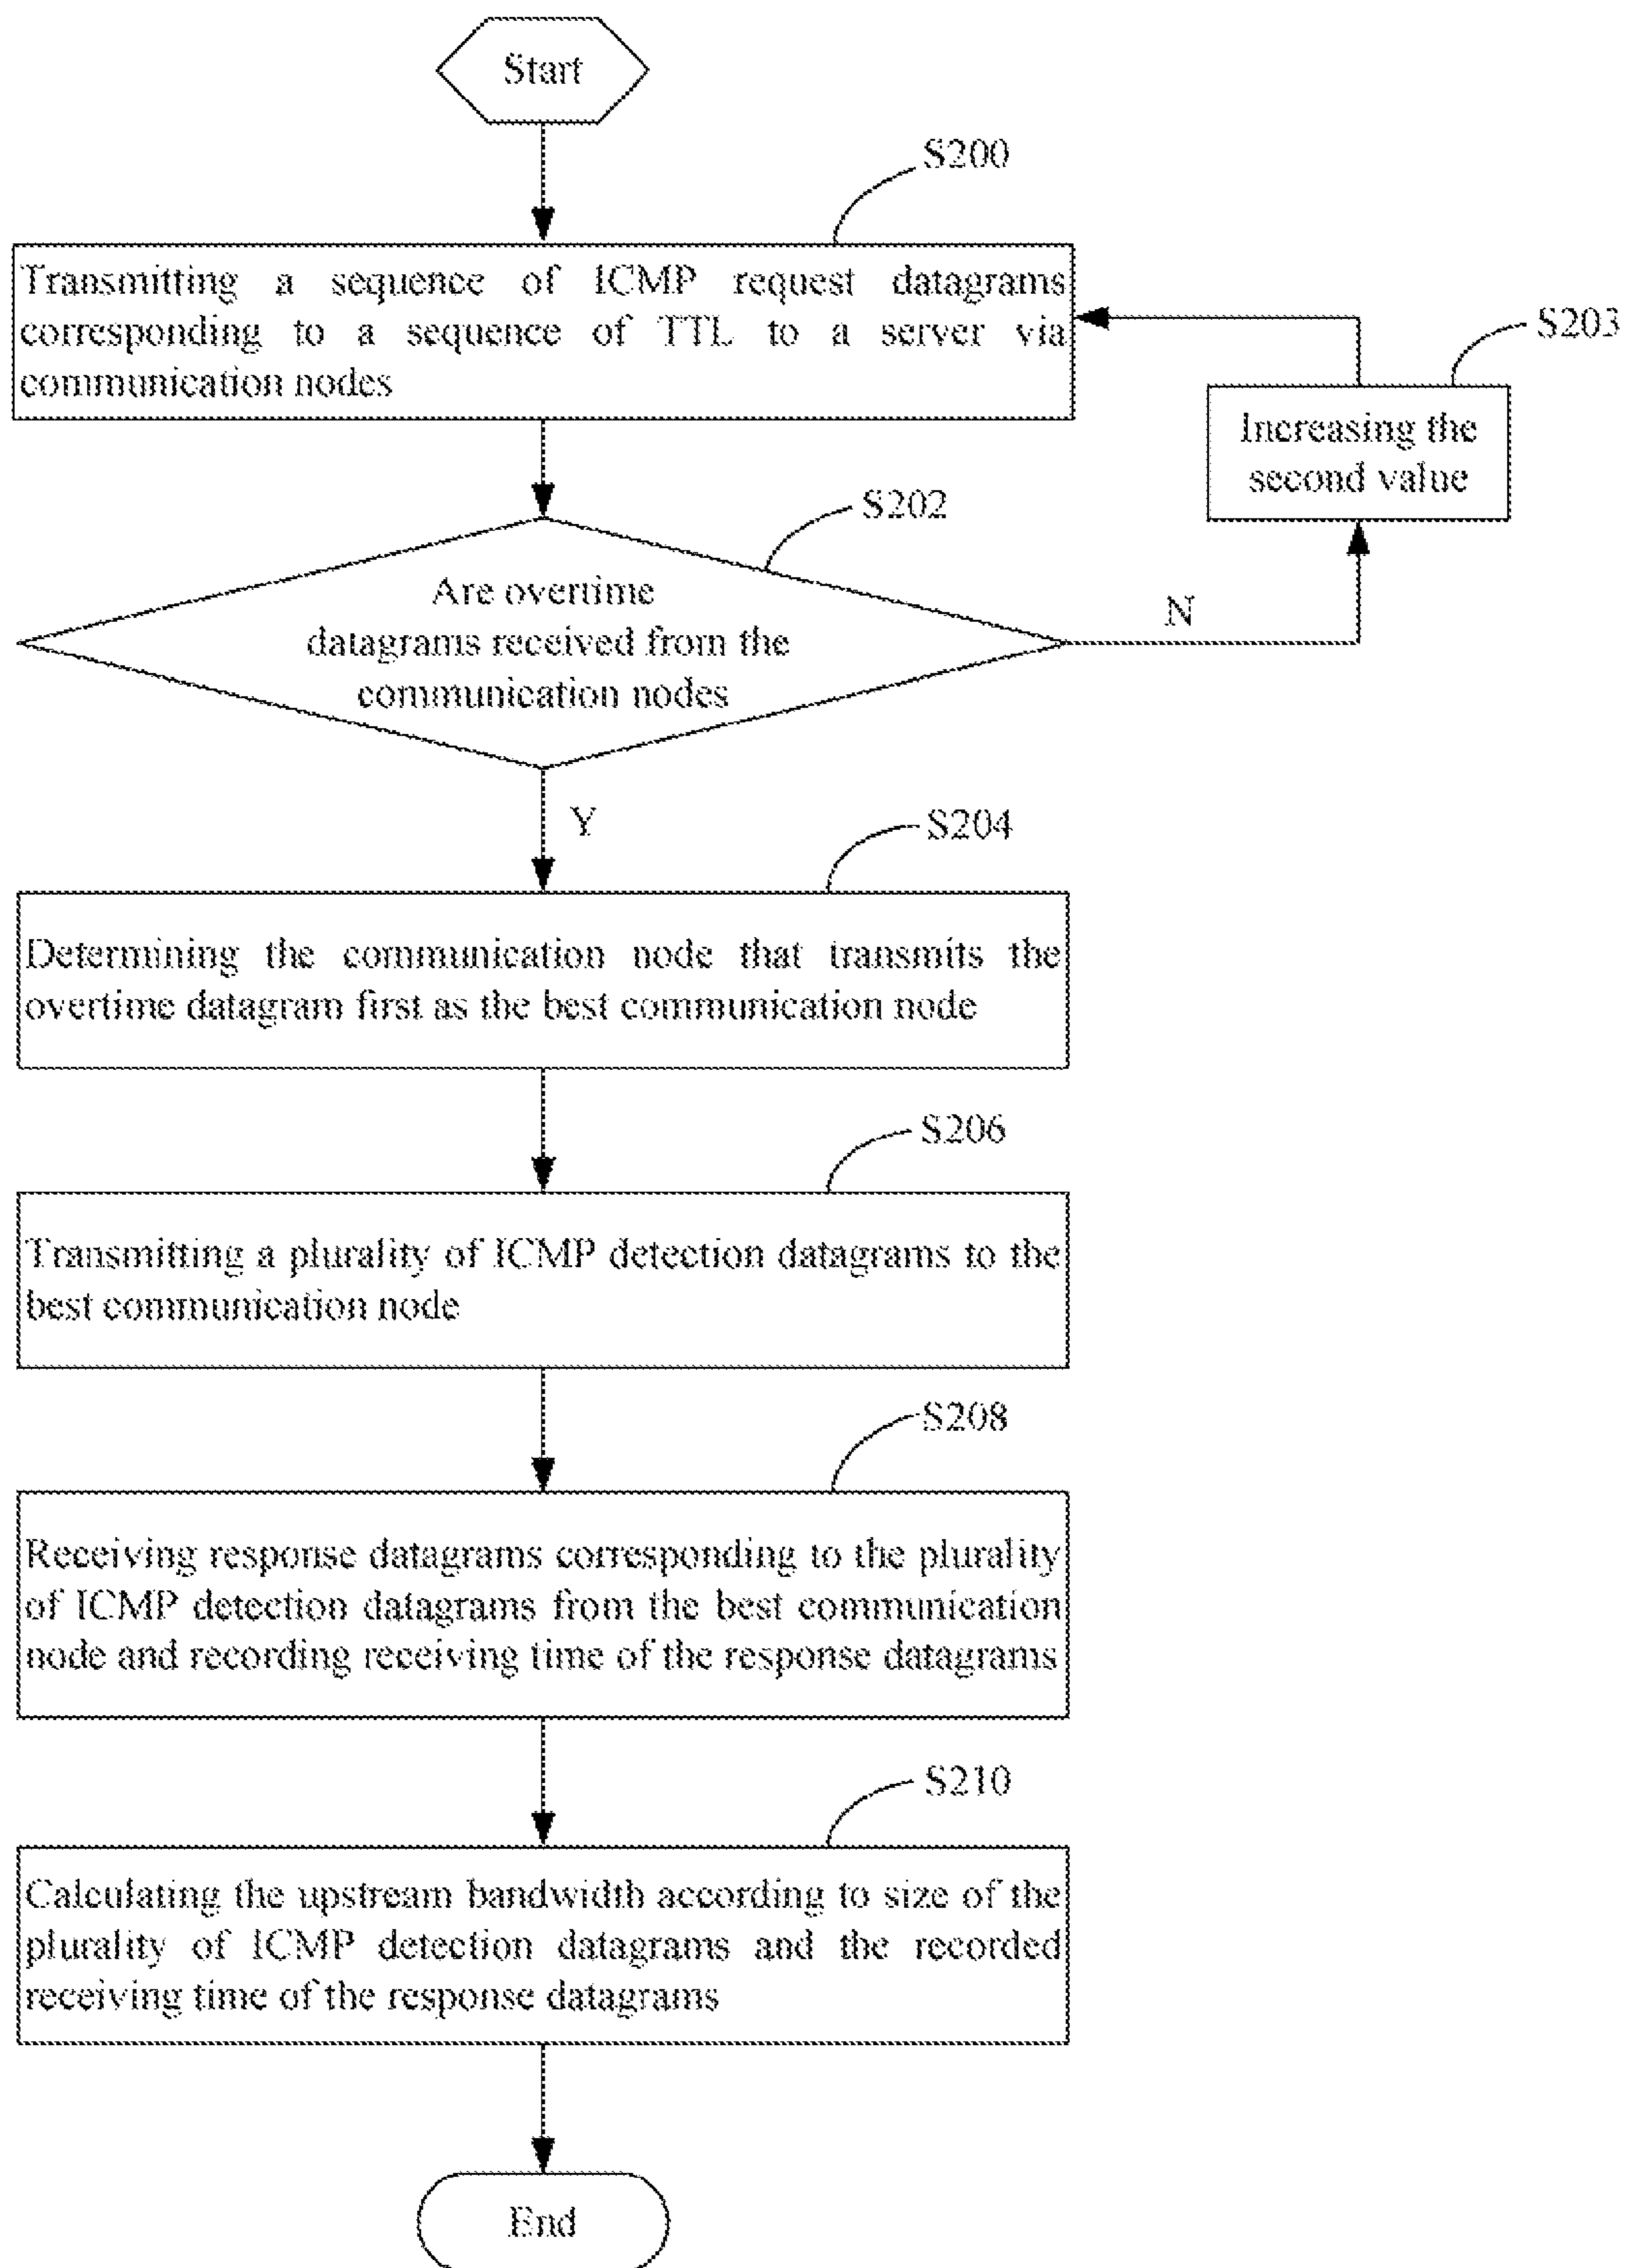 Start
S200
Transmitting a sequence of ICMP request datagrams
corresponding to a sequence of TTL to a server via
communication nodes
S203
Increasing the
second value
S202
Are overtime
datagrams received from the
communication nodes
N
Y
S204
Determining the communication node that transmits the
overtime datagram first as the best communication node
S206
Transmitting a plurality of ICMP detection datagrams to the
best communication node
S208
Receiving response datagrams corresponding to the plurality
of ICMP detection datagrams from the best communication
node and recording receiving time of the response datagrams
S210
Calculating the upstream bandwidth according to size of the
plurality of ICMP detection datagrams and the recorded
receiving time of the response datagrams
End